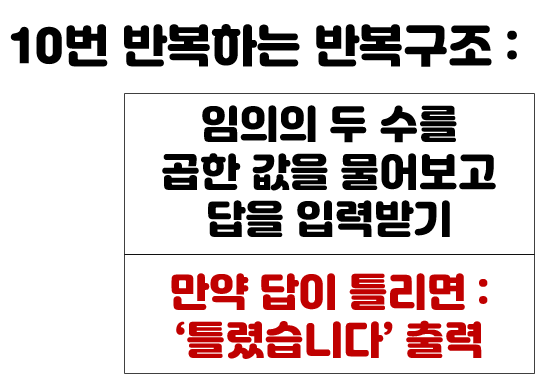 10번 반복하는 반복구조 :
임의의 두 수를
곱한 값을 물어보고
답을 입력받기
만약 답이 틀리면 :
‘틀렸습니다’ 출력